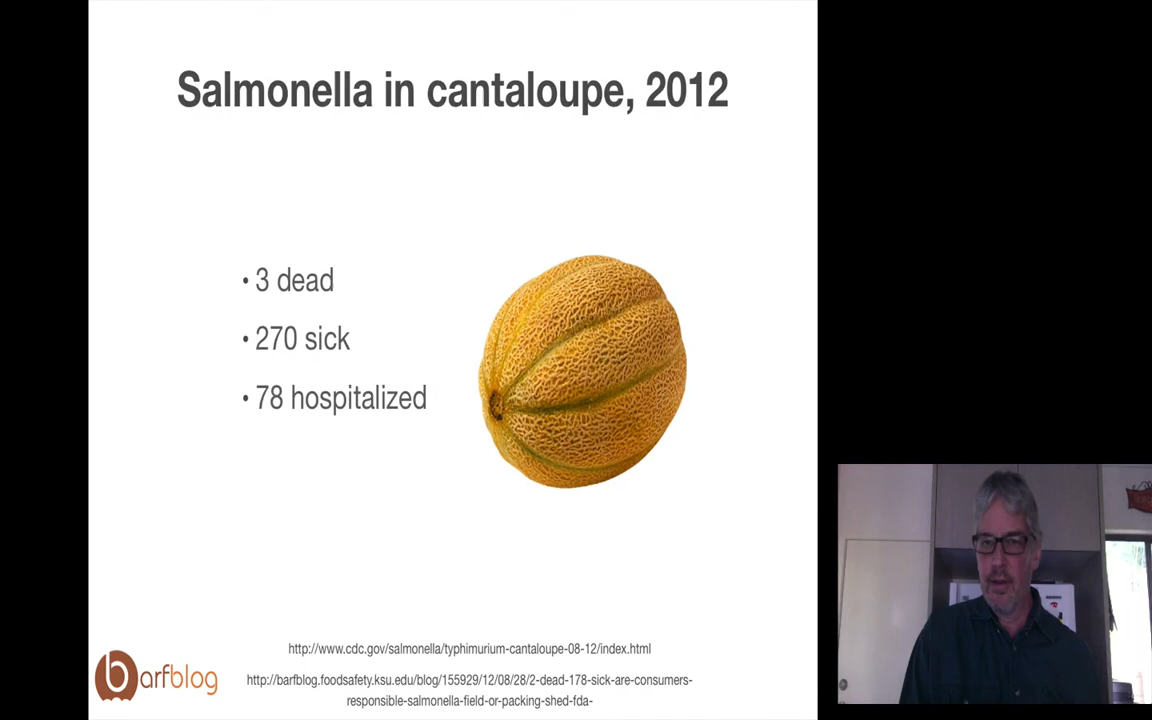 Salmonella in cantaloupe, 2012
• 3 dead
• 270 sick
• 78 hospitalized
http://www.cdc.gov/salmonella/typhimurium-cantaloupe-08-12/index.html
barfblog
http://barfblog.foodsafety.ksu.edu/blog/155929/12/08/28/2-dead-178-sick-are-consumers-
responsible-salmonella-field-or-packing-shed-fda-